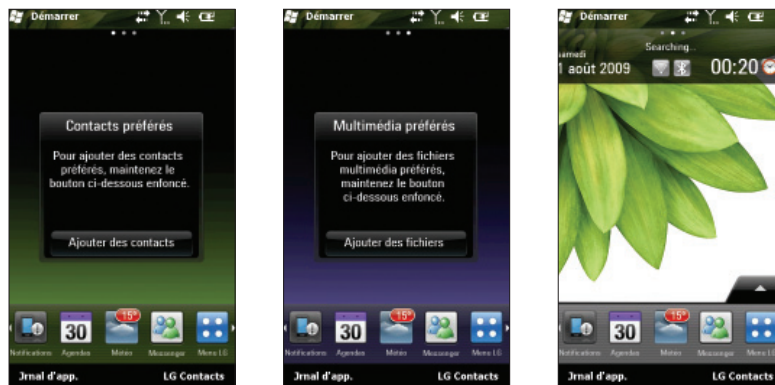 Démarrer
Contacts préférés
Pour ajouter des contacts
préférés, maintenez le
bouton ci-dessous enfoncé.
Ajouter des contacts
30
15°
Notifications Agendas Météo Messenger Menu LG
Jrnal d'app. LG Contacts
Démarrer
Multimédia préférés
Pour ajouter des fichiers
multimédia préférés,
maintenez le bouton
ci-dessous enfoncé.
Ajouter des fichiers
30
15°
Notifications Agendas Météo Messenger Menu LG
Jrnal d'app. LG Contacts
Démarrer
Searching...
samedi
1 août 2009 00:20
30
15°
Notifications Agendas Météo Messenger Menu LG
Jrnal d'app. LG Contacts